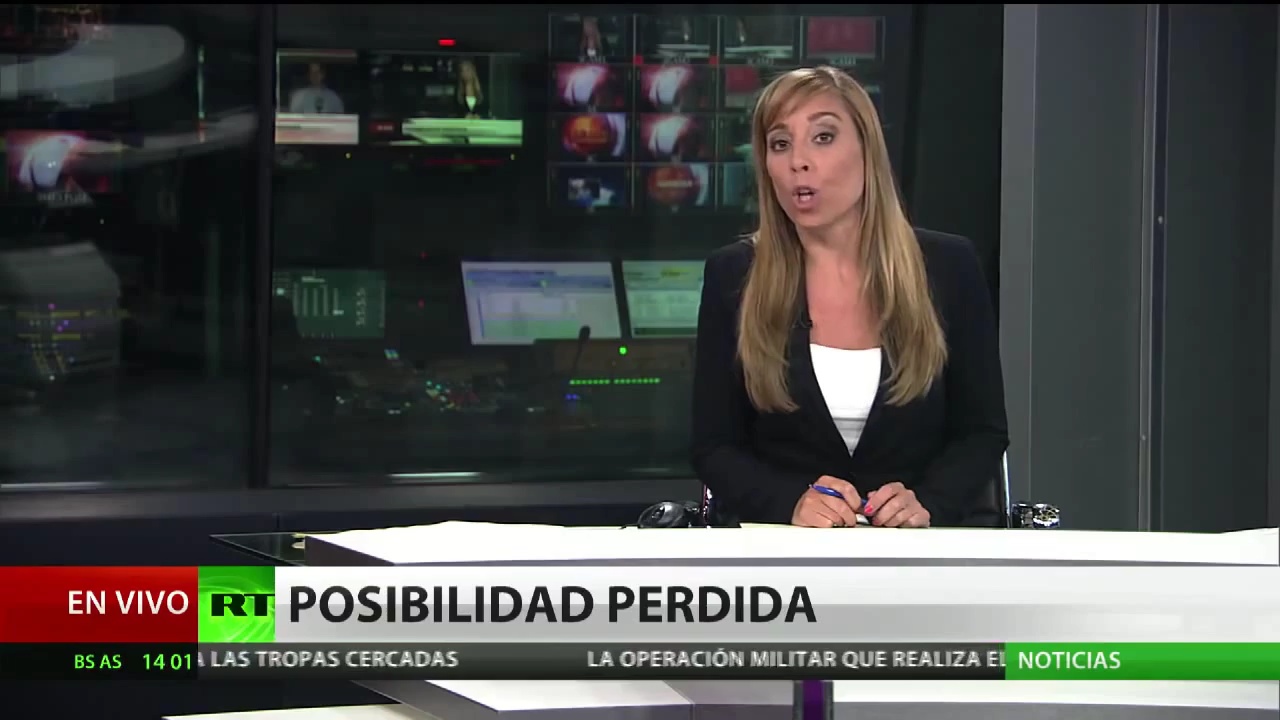 EN VIVO RT POSIBILIDAD PERDIDA
BS AS 14 01 A LAS TROPAS CERCADAS LA OPERACIÓN MILITAR QUE REALIZA EL NOTICIAS